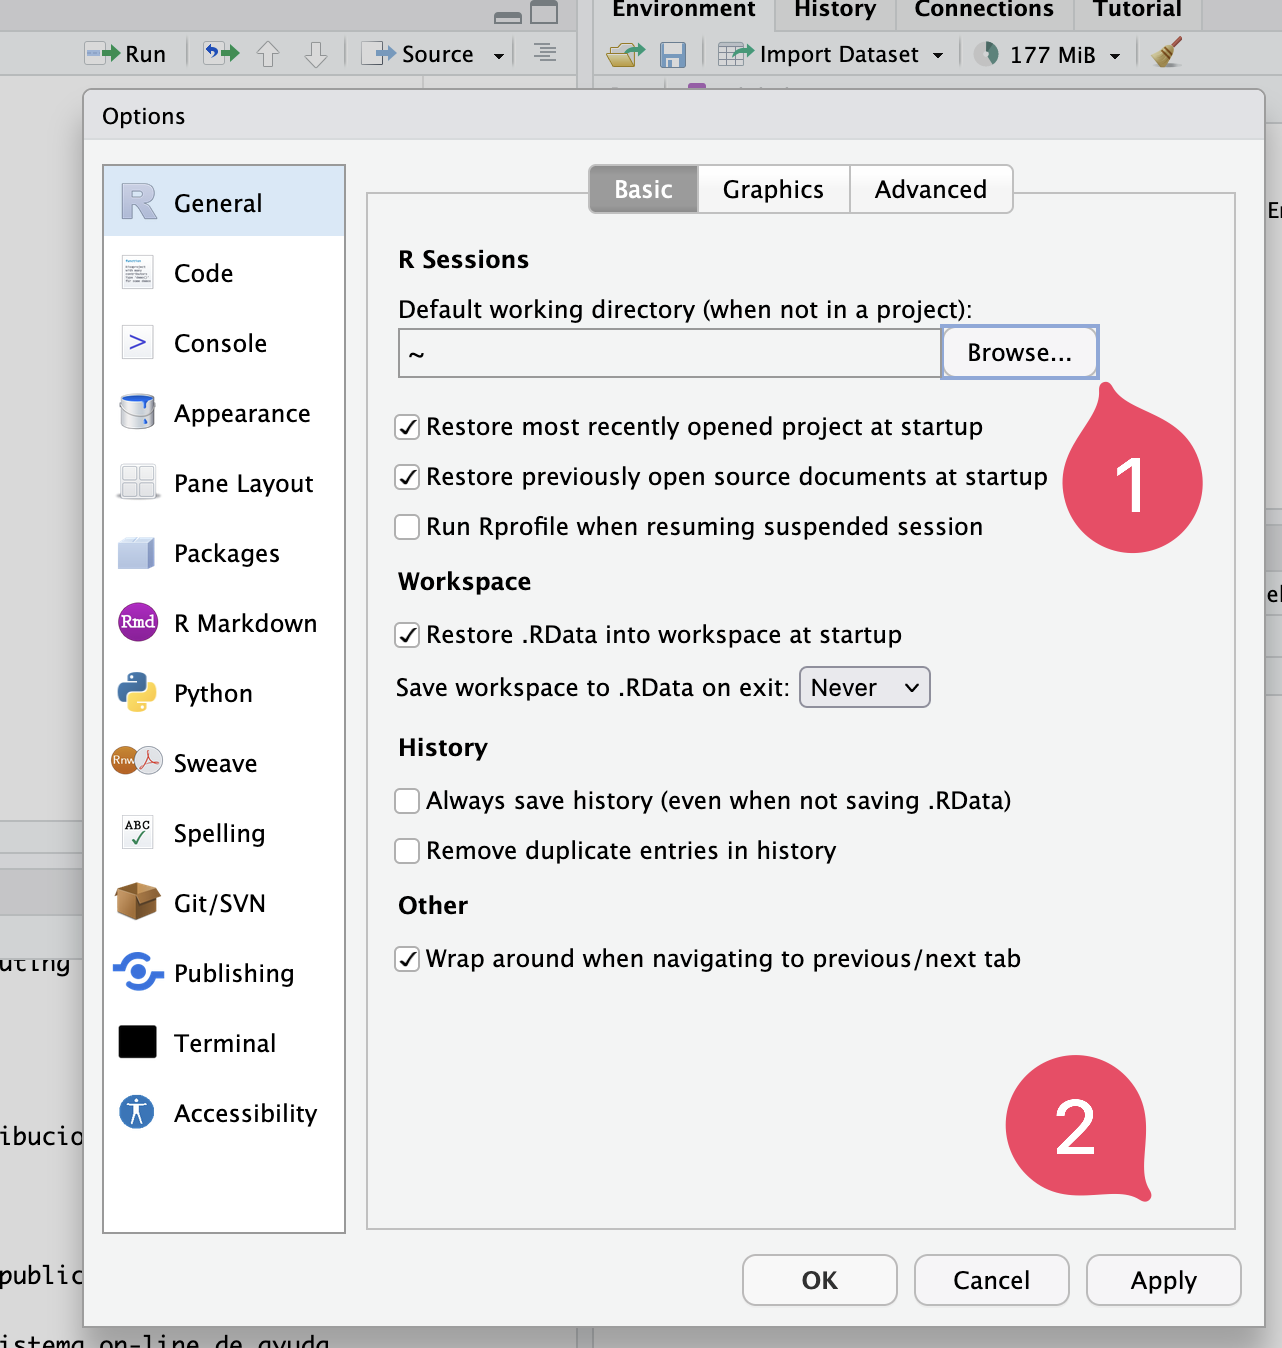 Environment History Connections Tutorial
Run Source Import Dataset 177 MiB
Options
General
Code
Console
Appearance
Pane Layout
Packages
Rmd R Markdown
Python
Rnw Sweave
ABC Spelling
Git/SVN
Publishing
Terminal
Accessibility
Basic Graphics Advanced
R Sessions
Default working directory (when not in a project):
~ Browse...
Restore most recently opened project at startup
Restore previously open source documents at startup
Run Rprofile when resuming suspended session
1
Workspace
Restore .RData into workspace at startup
Save workspace to .RData on exit: Never
History
Always save history (even when not saving .RData)
Remove duplicate entries in history
Other
Wrap around when navigating to previous/next tab
2
OK Cancel Apply
ibucio
public
istema on-line de ayuda